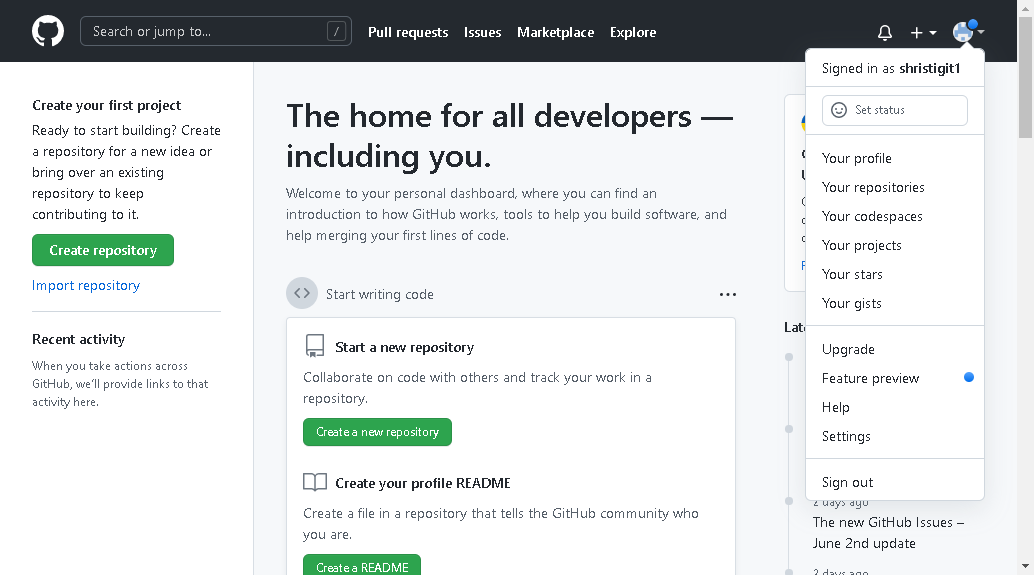 Search or jump to...
/
Pull requests
Issues
Marketplace
Explore
Signed in as shristigit1
Set status
Your profile
Your repositories
Your codespaces
Your projects
Your stars
Your gists
Upgrade
Feature preview
Help
Settings
Sign out
Create your first project
Ready to start building? Create
a repository for a new idea or
bring over an existing
repository to keep
contributing to it.
Create repository
Import repository
Recent activity
When you take actions across
GitHub, we'll provide links to that
activity here.
The home for all developers —
including you.
Welcome to your personal dashboard, where you can find an
introduction to how GitHub works, tools to help you build software, and
help merging your first lines of code.
Start writing code
Start a new repository
Collaborate on code with others and track your work in a
repository.
Create a new repository
Create your profile README
Create a file in a repository that tells the GitHub community who
you are.
Create a README
2 days ago
The new GitHub Issues –
June 2nd update
2 days ago